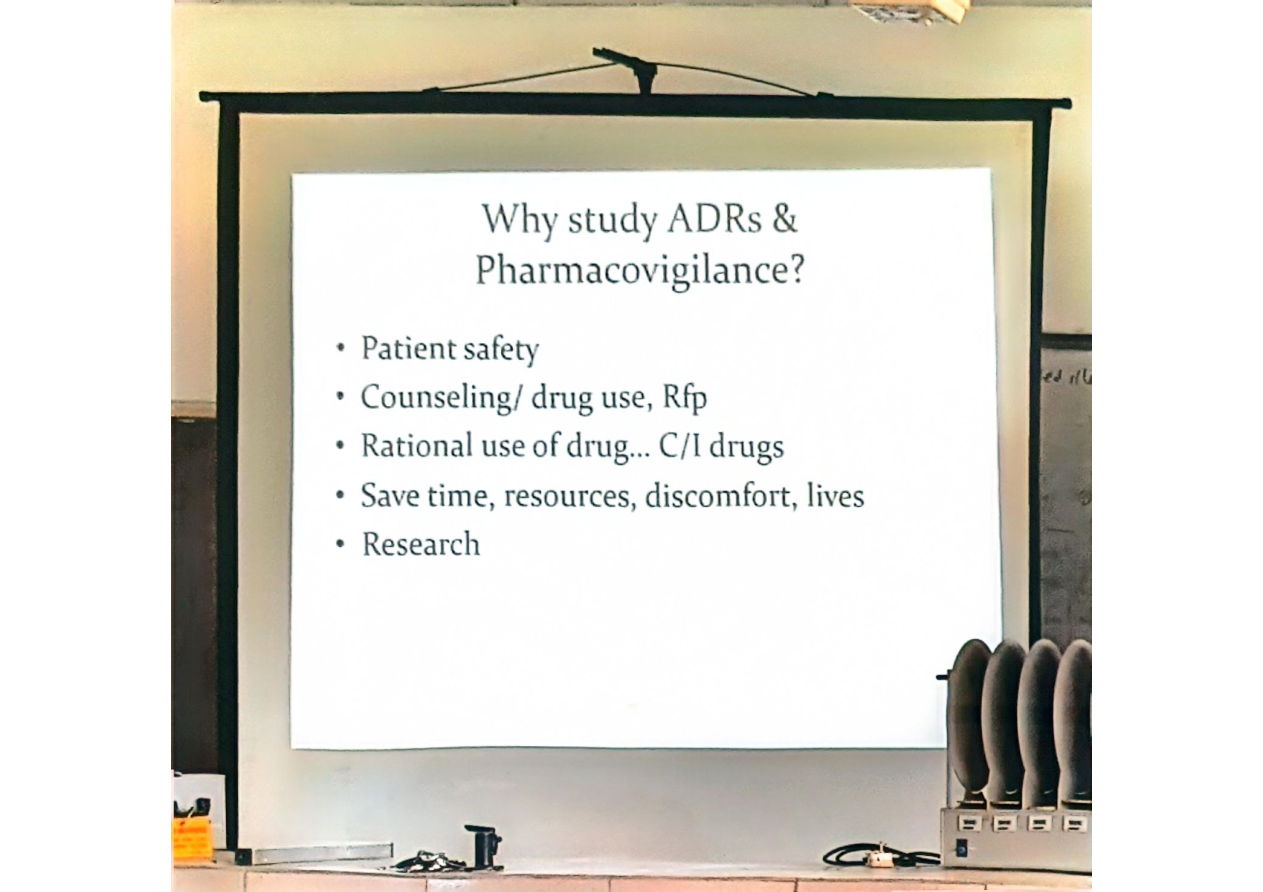 Why study ADRs &
Pharmacovigilance?
• Patient safety
• Counseling/ drug use, Rfp
• Rational use of drug... C/I drugs
• Save time, resources, discomfort, lives
• Research